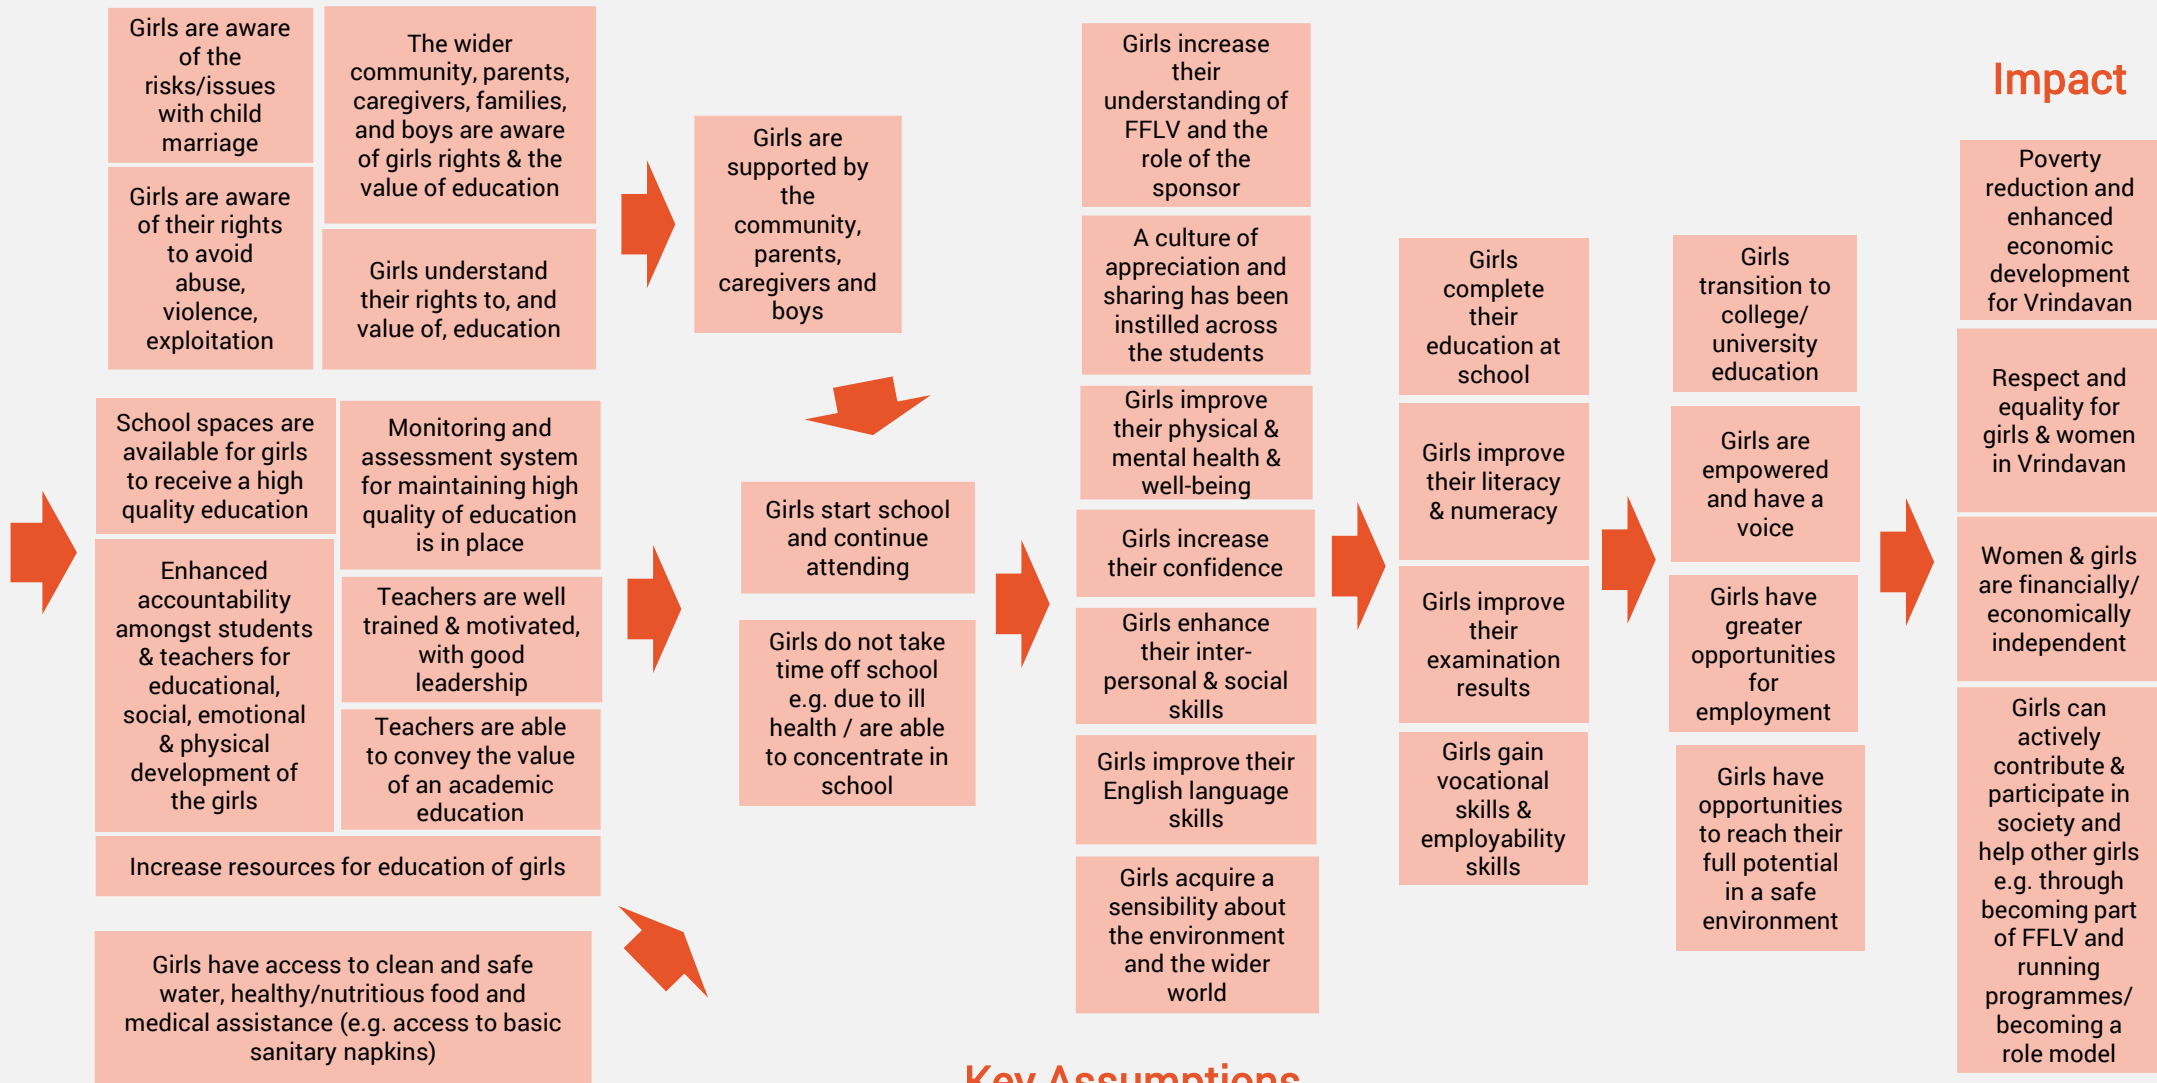 Girls are aware
of the
risks/issues
with child
marriage
The wider
community, parents,
caregivers, families,
and boys are aware
of girls rights & the
value of education
Girls are aware
of their rights
to avoid
abuse,
violence,
exploitation
Girls understand
their rights to, and
value of, education
School spaces are
available for girls
to receive a high
quality education
Monitoring and
assessment system
for maintaining high
quality of education
is in place
Enhanced
accountability
amongst students
& teachers for
educational,
social, emotional
& physical
development of
the girls
Teachers are well
trained & motivated,
with good
leadership
Teachers are able
to convey the value
of an academic
education
Increase resources for education of girls
Girls have access to clean and safe
water, healthy/nutritious food and
medical assistance (e.g. access to basic
sanitary napkins)
Girls are
supported by
the
community,
parents,
caregivers and
boys
Girls start school
and continue
attending
Girls do not take
time off school
e.g. due to ill
health / are able
to concentrate in
school
Girls increase
their
understanding of
FFLV and the
role of the
sponsor
A culture of
appreciation and
sharing has been
instilled across
the students
Girls improve
their physical &
mental health &
well-being
Girls increase
their confidence
Girls enhance
their inter-
personal & social
skills
Girls improve their
English language
skills
Girls acquire a
sensibility about
the environment
and the wider
world
Girls
complete
their
education at
school
Girls improve
their literacy
& numeracy
Girls improve
their
examination
results
Girls gain
vocational
skills &
employability
skills
Girls
transition to
college/
university
education
Girls are
empowered
and have a
voice
Girls have
greater
opportunities
for
employment
Girls have
opportunities
to reach their
full potential
in a safe
environment
Impact
Poverty
reduction and
enhanced
economic
development
for Vrindavan
Respect and
equality for
girls & women
in Vrindavan
Women & girls
are financially/
economically
independent
Girls can
actively
contribute &
participate in
society and
help other girls
e.g. through
becoming part
of FFLV and
running
programmes/
becoming a
role model
Key Assumptions